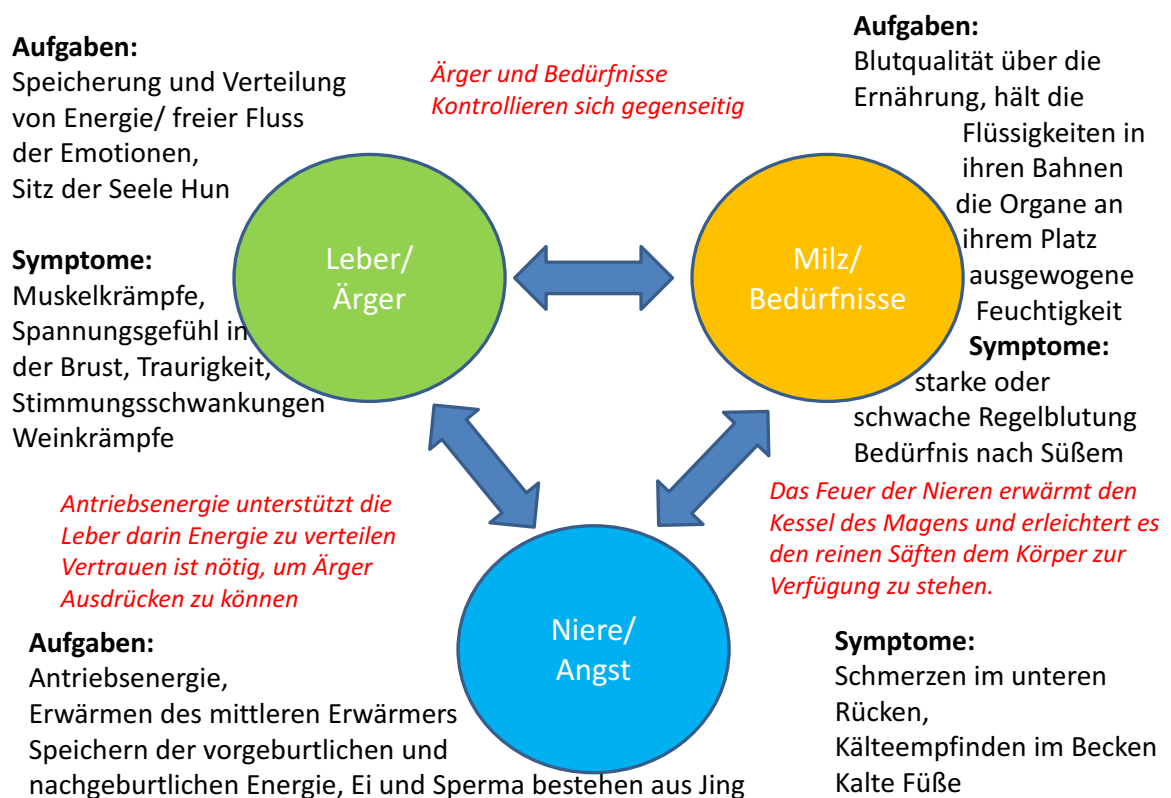 Aufgaben:
Speicherung und Verteilung
von Energie/ freier Fluss
der Emotionen,
Sitz der Seele Hun
Symptome:
Muskelkrämpfe,
Spannungsgefühl in
der Brust, Traurigkeit,
Stimmungsschwankungen
Weinkrämpfe
Ärger und Bedürfnisse
Kontrollieren sich gegenseitig
Leber/
Ärger
Milz/
Bedürfnisse
Aufgaben:
Blutqualität über die
Ernährung, hält die
Flüssigkeiten in
ihren Bahnen
die Organe an
ihrem Platz
ausgewogene
Feuchtigkeit
Symptome:
starke oder
schwache Regelblutung
Bedürfnis nach Süßem
Antriebsenergie unterstützt die
Leber darin Energie zu verteilen
Vertrauen ist nötig, um Ärger
Ausdrücken zu können
Das Feuer der Nieren erwärmt den
Kessel des Magens und erleichtert es
den reinen Säften dem Körper zur
Verfügung zu stehen.
Niere/
Angst
Aufgaben:
Antriebsenergie,
Erwärmen des mittleren Erwärmers
Speichern der vorgeburtlichen und
nachgeburtlichen Energie, Ei und Sperma bestehen aus Jing
Symptome:
Schmerzen im unteren
Rücken,
Kälteempfinden im Becken
Kalte Füße